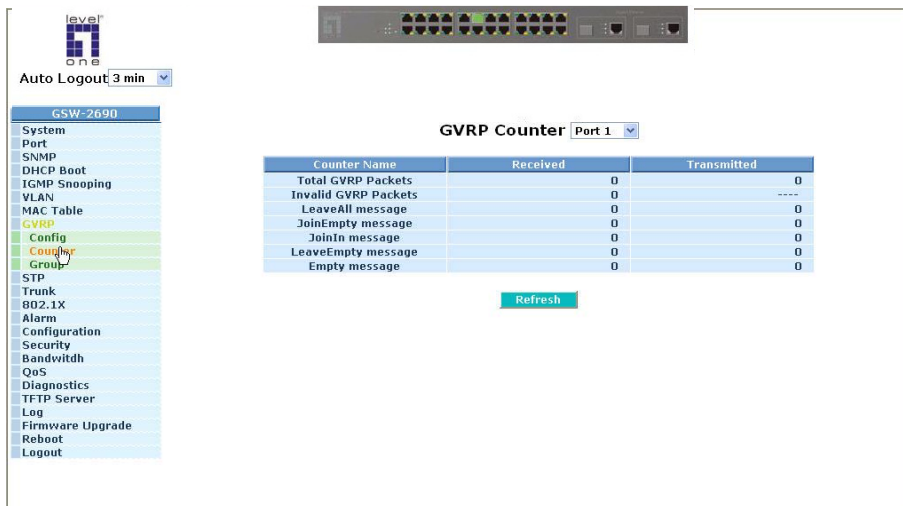 level
one
Auto Logout 3 min
GSW-2690
System
Port
SNMP
DHCP Boot
IGMP Snooping
VLAN
MAC Table
GVRP
Config
Counter
Group
STP
Trunk
802.1X
Alarm
Configuration
Security
Bandwitdh
QoS
Diagnostics
TFTP Server
Log
Firmware Upgrade
Reboot
Logout
GVRP Counter Port 1
Counter Name Received Transmitted
Total GVRP Packets 0 0
Invalid GVRP Packets 0 ----
LeaveAll message 0 0
JoinEmpty message 0 0
JoinIn message 0 0
LeaveEmpty message 0 0
Empty message 0 0
Refresh